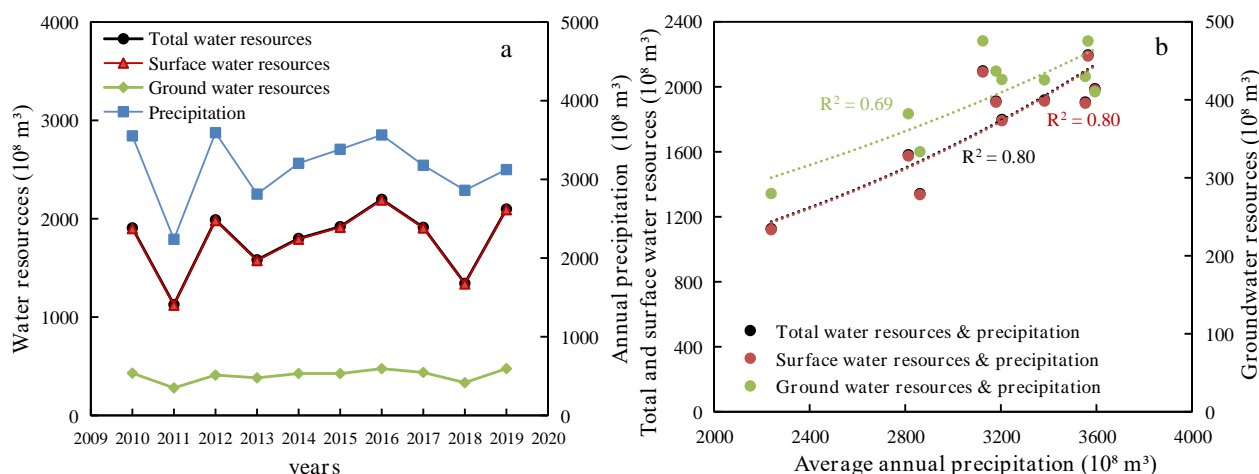 a
Total water resources
Surface water resources
Ground water resources
Precipitation
4000
3000
2000
1000
0
Water resourcces (10⁸ m³)
5000
4000
3000
2000
1000
0
Annual precipitation (10⁸ m³)
2009 2010 2011 2012 2013 2014 2015 2016 2017 2018 2019 2020
years
b
2400
2000
1600
1200
800
400
0
Total and surface water resources (10⁸ m³)
500
400
300
200
100
0
Groundwater resources (10⁸ m³)
R² = 0.69
R² = 0.80
R² = 0.80
Total water resources & precipitation
Surface water resources & precipitation
Ground water resources & precipitation
2000 2400 2800 3200 3600 4000
Average annual precipitation (10⁸ m³)